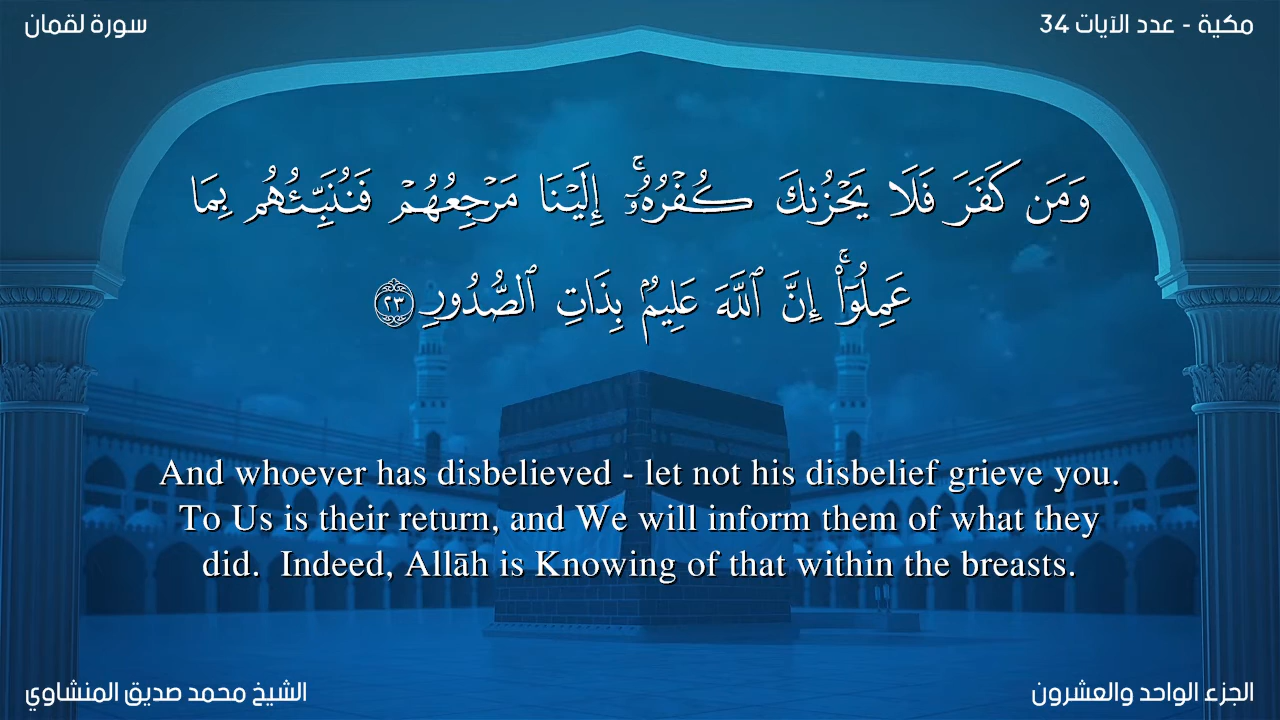 سورة لقمان
مكية - عدد الآيات 34
وَمَن كَفَرَ فَلَا يَحْزُنكَ كُفْرُهُۥٓ ۚ إِلَيْنَا مَرْجِعُهُمْ فَنُنَبِّئُهُم بِمَا
عَمِلُوٓا۟ ۚ إِنَّ ٱللَّهَ عَلِيمٌۢ بِذَاتِ ٱلصُّدُورِ ٢٣
And whoever has disbelieved - let not his disbelief grieve you.
To Us is their return, and We will inform them of what they
did.  Indeed, Allāh is Knowing of that within the breasts.
الشيخ محمد صديق المنشاوي
الجزء الواحد والعشرون